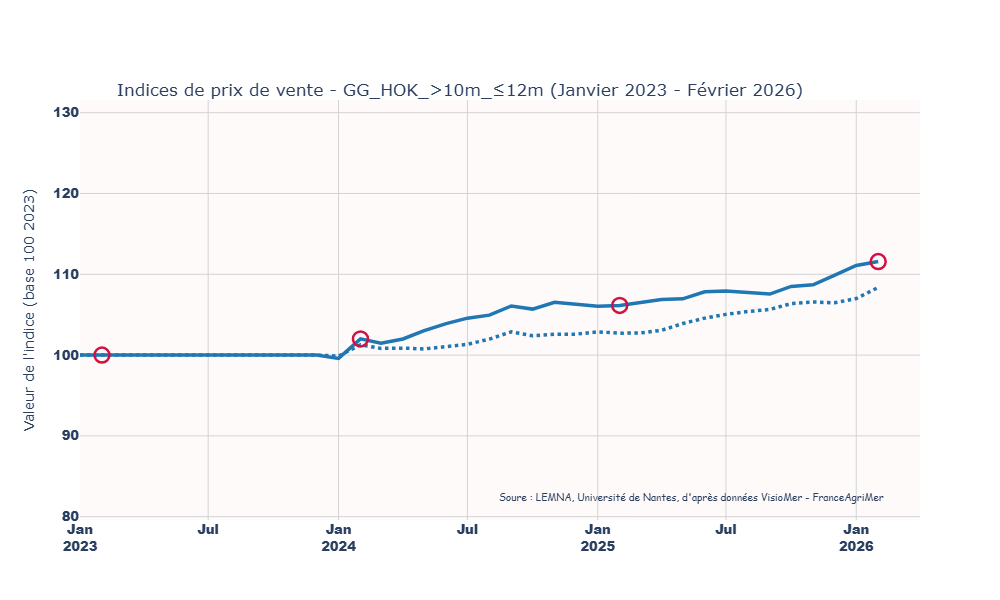 Indices de prix de vente - GG_HOK_>10m_≤12m (Janvier 2023 - Février 2026)
Valeur de l'indice (base 100 2023)
130
120
110
100
90
80
Soure : LEMNA, Université de Nantes, d'après données VisioMer - FranceAgriMer
Jan Jul Jan Jul Jan Jul Jan
2023 2024 2025 2026